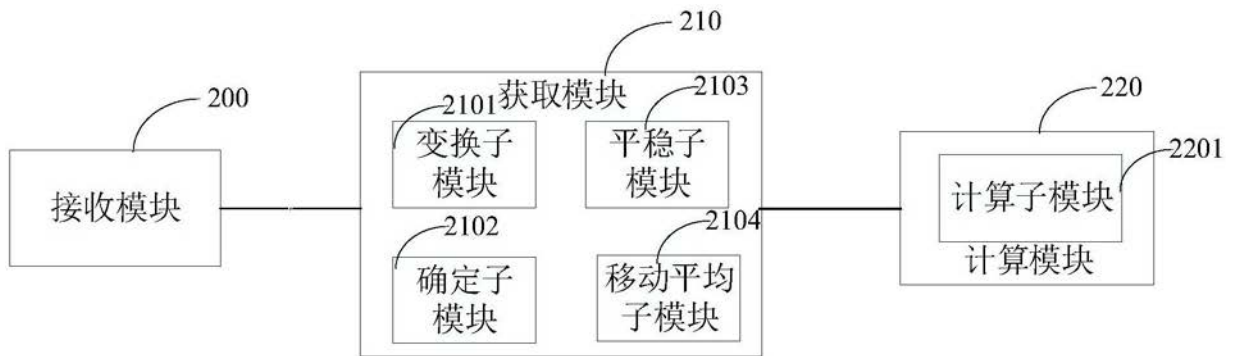 200
接收模块
210
获取模块
2101
变换子
模块
2103
平稳子
模块
2102
确定子
模块
2104
移动平均
子模块
220
2201
计算子模块
计算模块